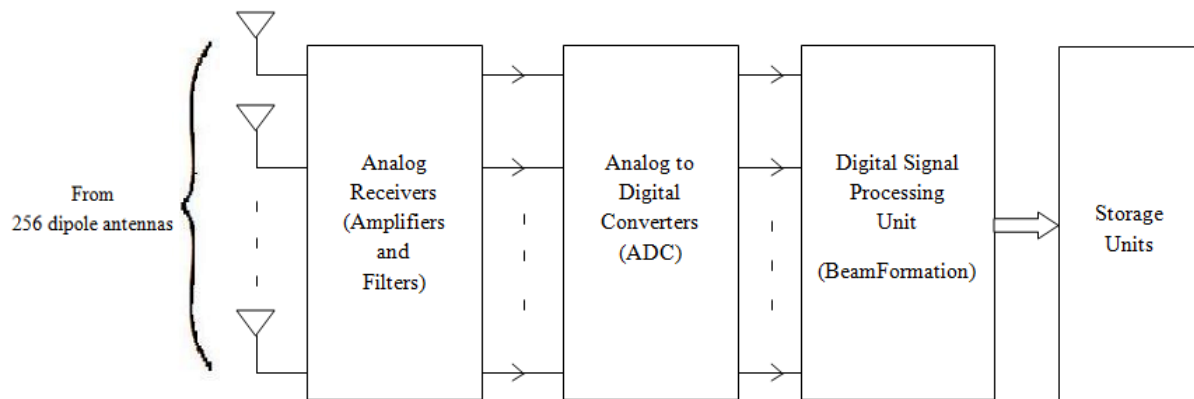 From
256 dipole antennas
Analog
Receivers
(Amplifiers
and
Filters)
Analog to
Digital
Converters
(ADC)
Digital Signal
Processing
Unit
(BeamFormation)
Storage
Units